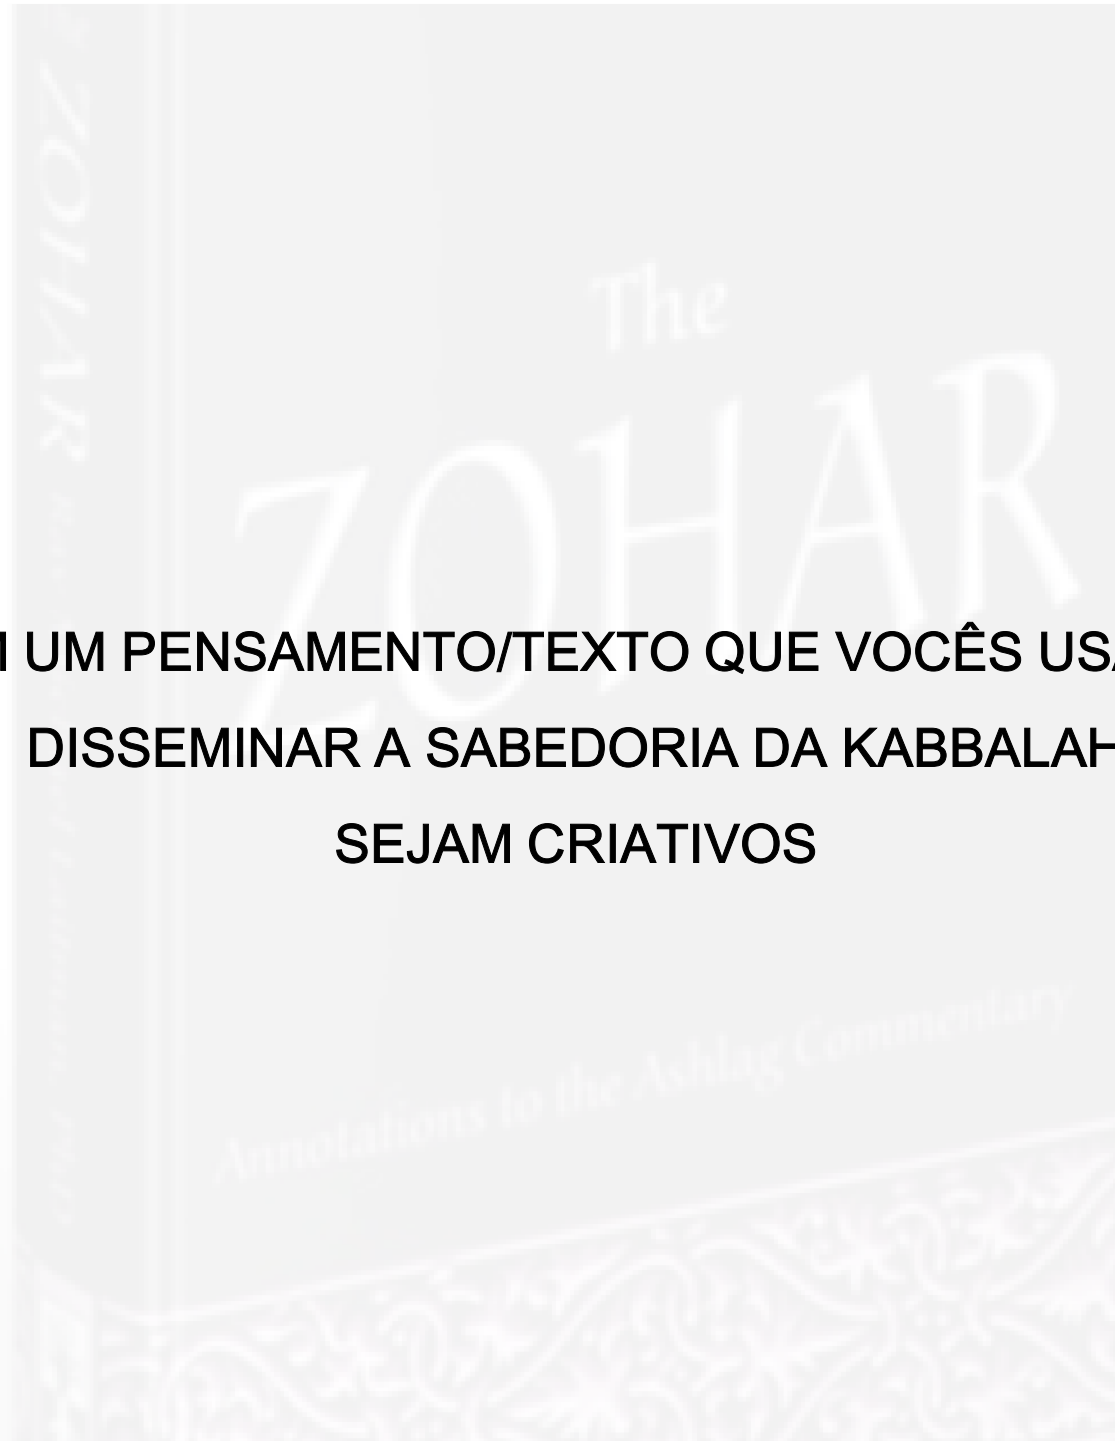 ZOHAR
The
ZOHAR
UM PENSAMENTO/TEXTO QUE VOCÊS
DISSEMINAR A SABEDORIA DA KABBALAH
SEJAM CRIATIVOS
Annotations to the Ashlag Commentary